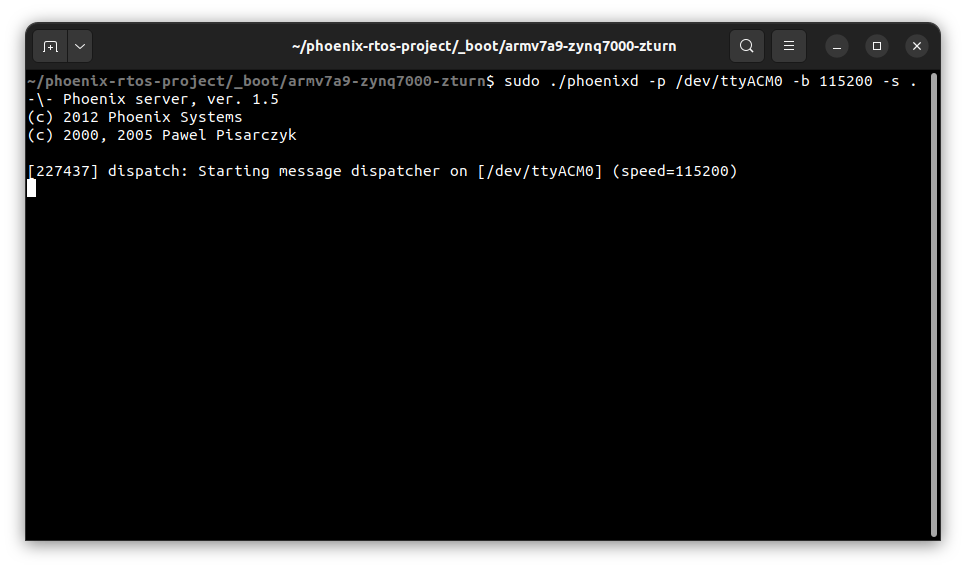 ~/phoenix-rtos-project/_boot/armv7a9-zynq7000-zturn
~/phoenix-rtos-project/_boot/armv7a9-zynq7000-zturn$ sudo ./phoenixd -p /dev/ttyACM0 -b 115200 -s .
-\- Phoenix server, ver. 1.5
(c) 2012 Phoenix Systems
(c) 2000, 2005 Pawel Pisarczyk
[227437] dispatch: Starting message dispatcher on [/dev/ttyACM0] (speed=115200)